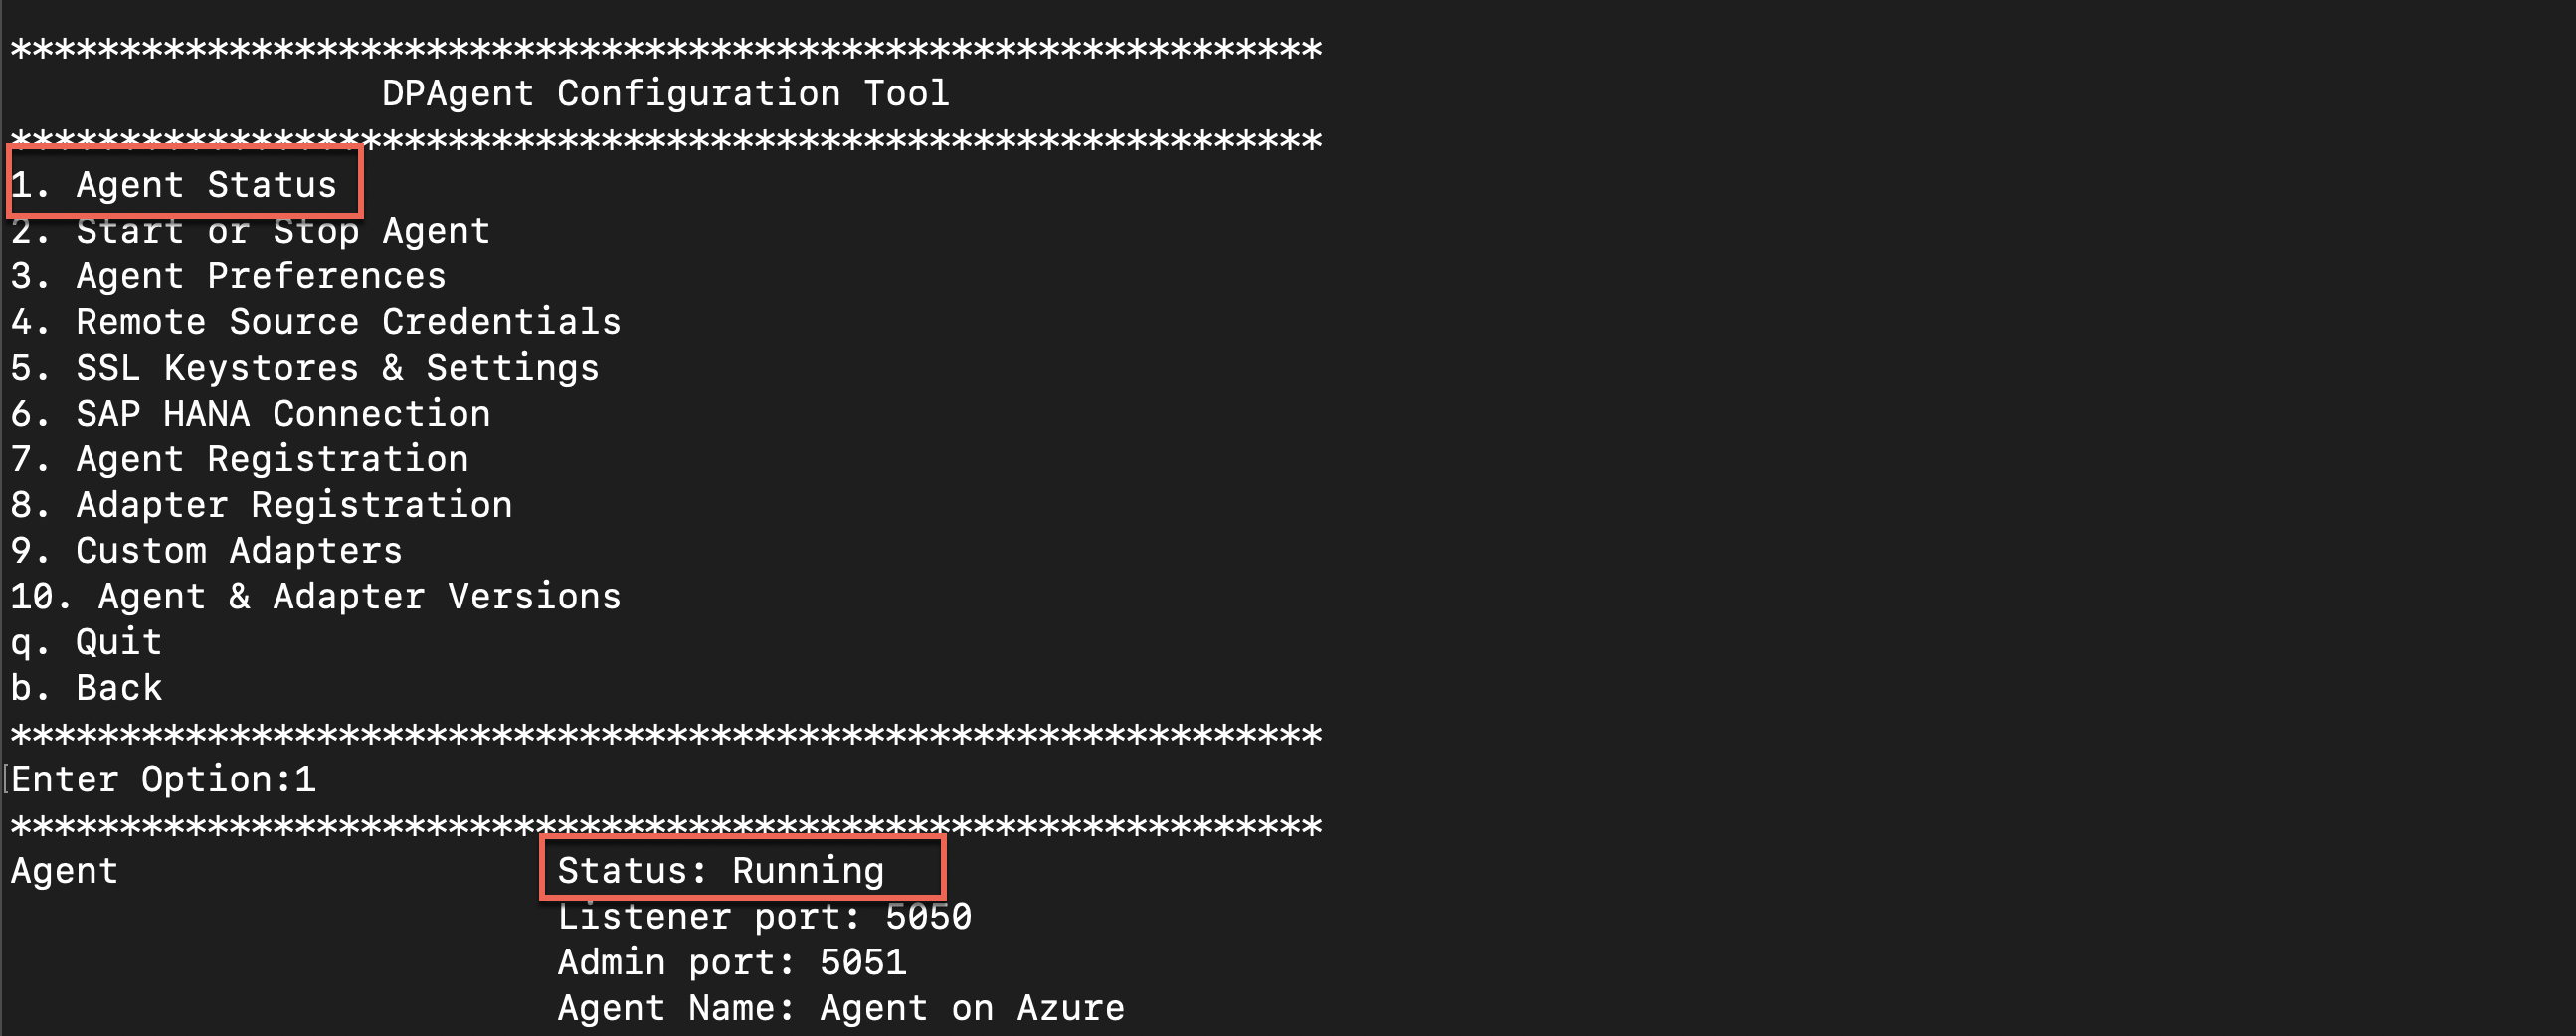 ************************************************************
DPAgent Configuration Tool
************************************************************
1. Agent Status
2. Start or Stop Agent
3. Agent Preferences
4. Remote Source Credentials
5. SSL Keystores & Settings
6. SAP HANA Connection
7. Agent Registration
8. Adapter Registration
9. Custom Adapters
10. Agent & Adapter Versions
q. Quit
b. Back
************************************************************
Enter Option:1
************************************************************
Agent Status: Running
Listener port: 5050
Admin port: 5051
Agent Name: Agent on Azure